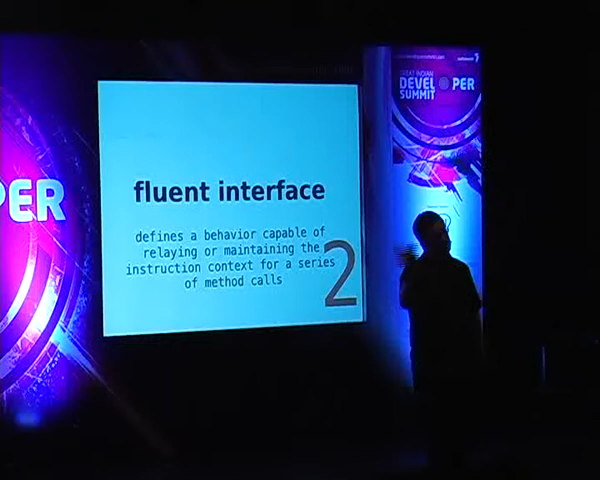 GREAT INDIAN
DEVEL PER
SUMMIT
PER
fluent interface
defines a behavior capable of
relaying or maintaining the
instruction context for a series
of method calls
2